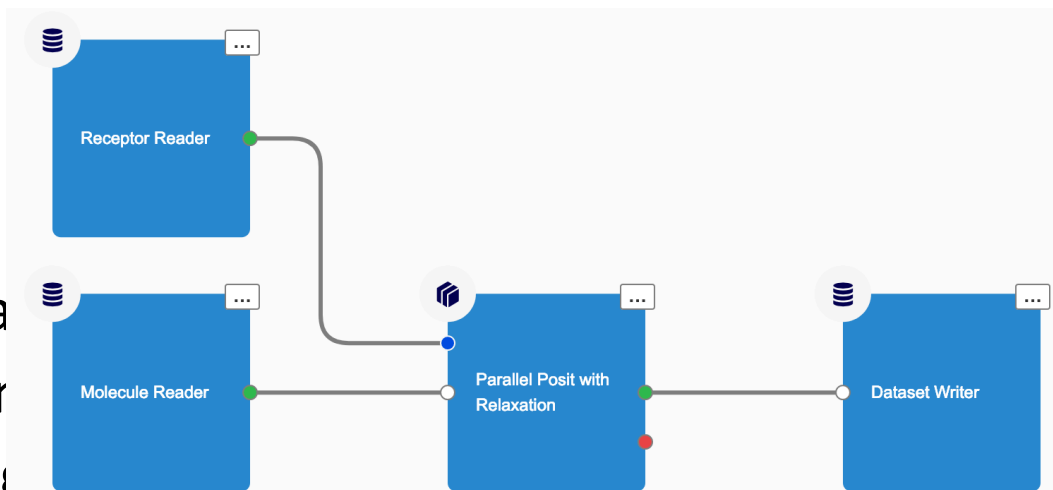 ...
Receptor Reader
...
...
...
Molecule Reader
Parallel Posit with
Relaxation
Dataset Writer